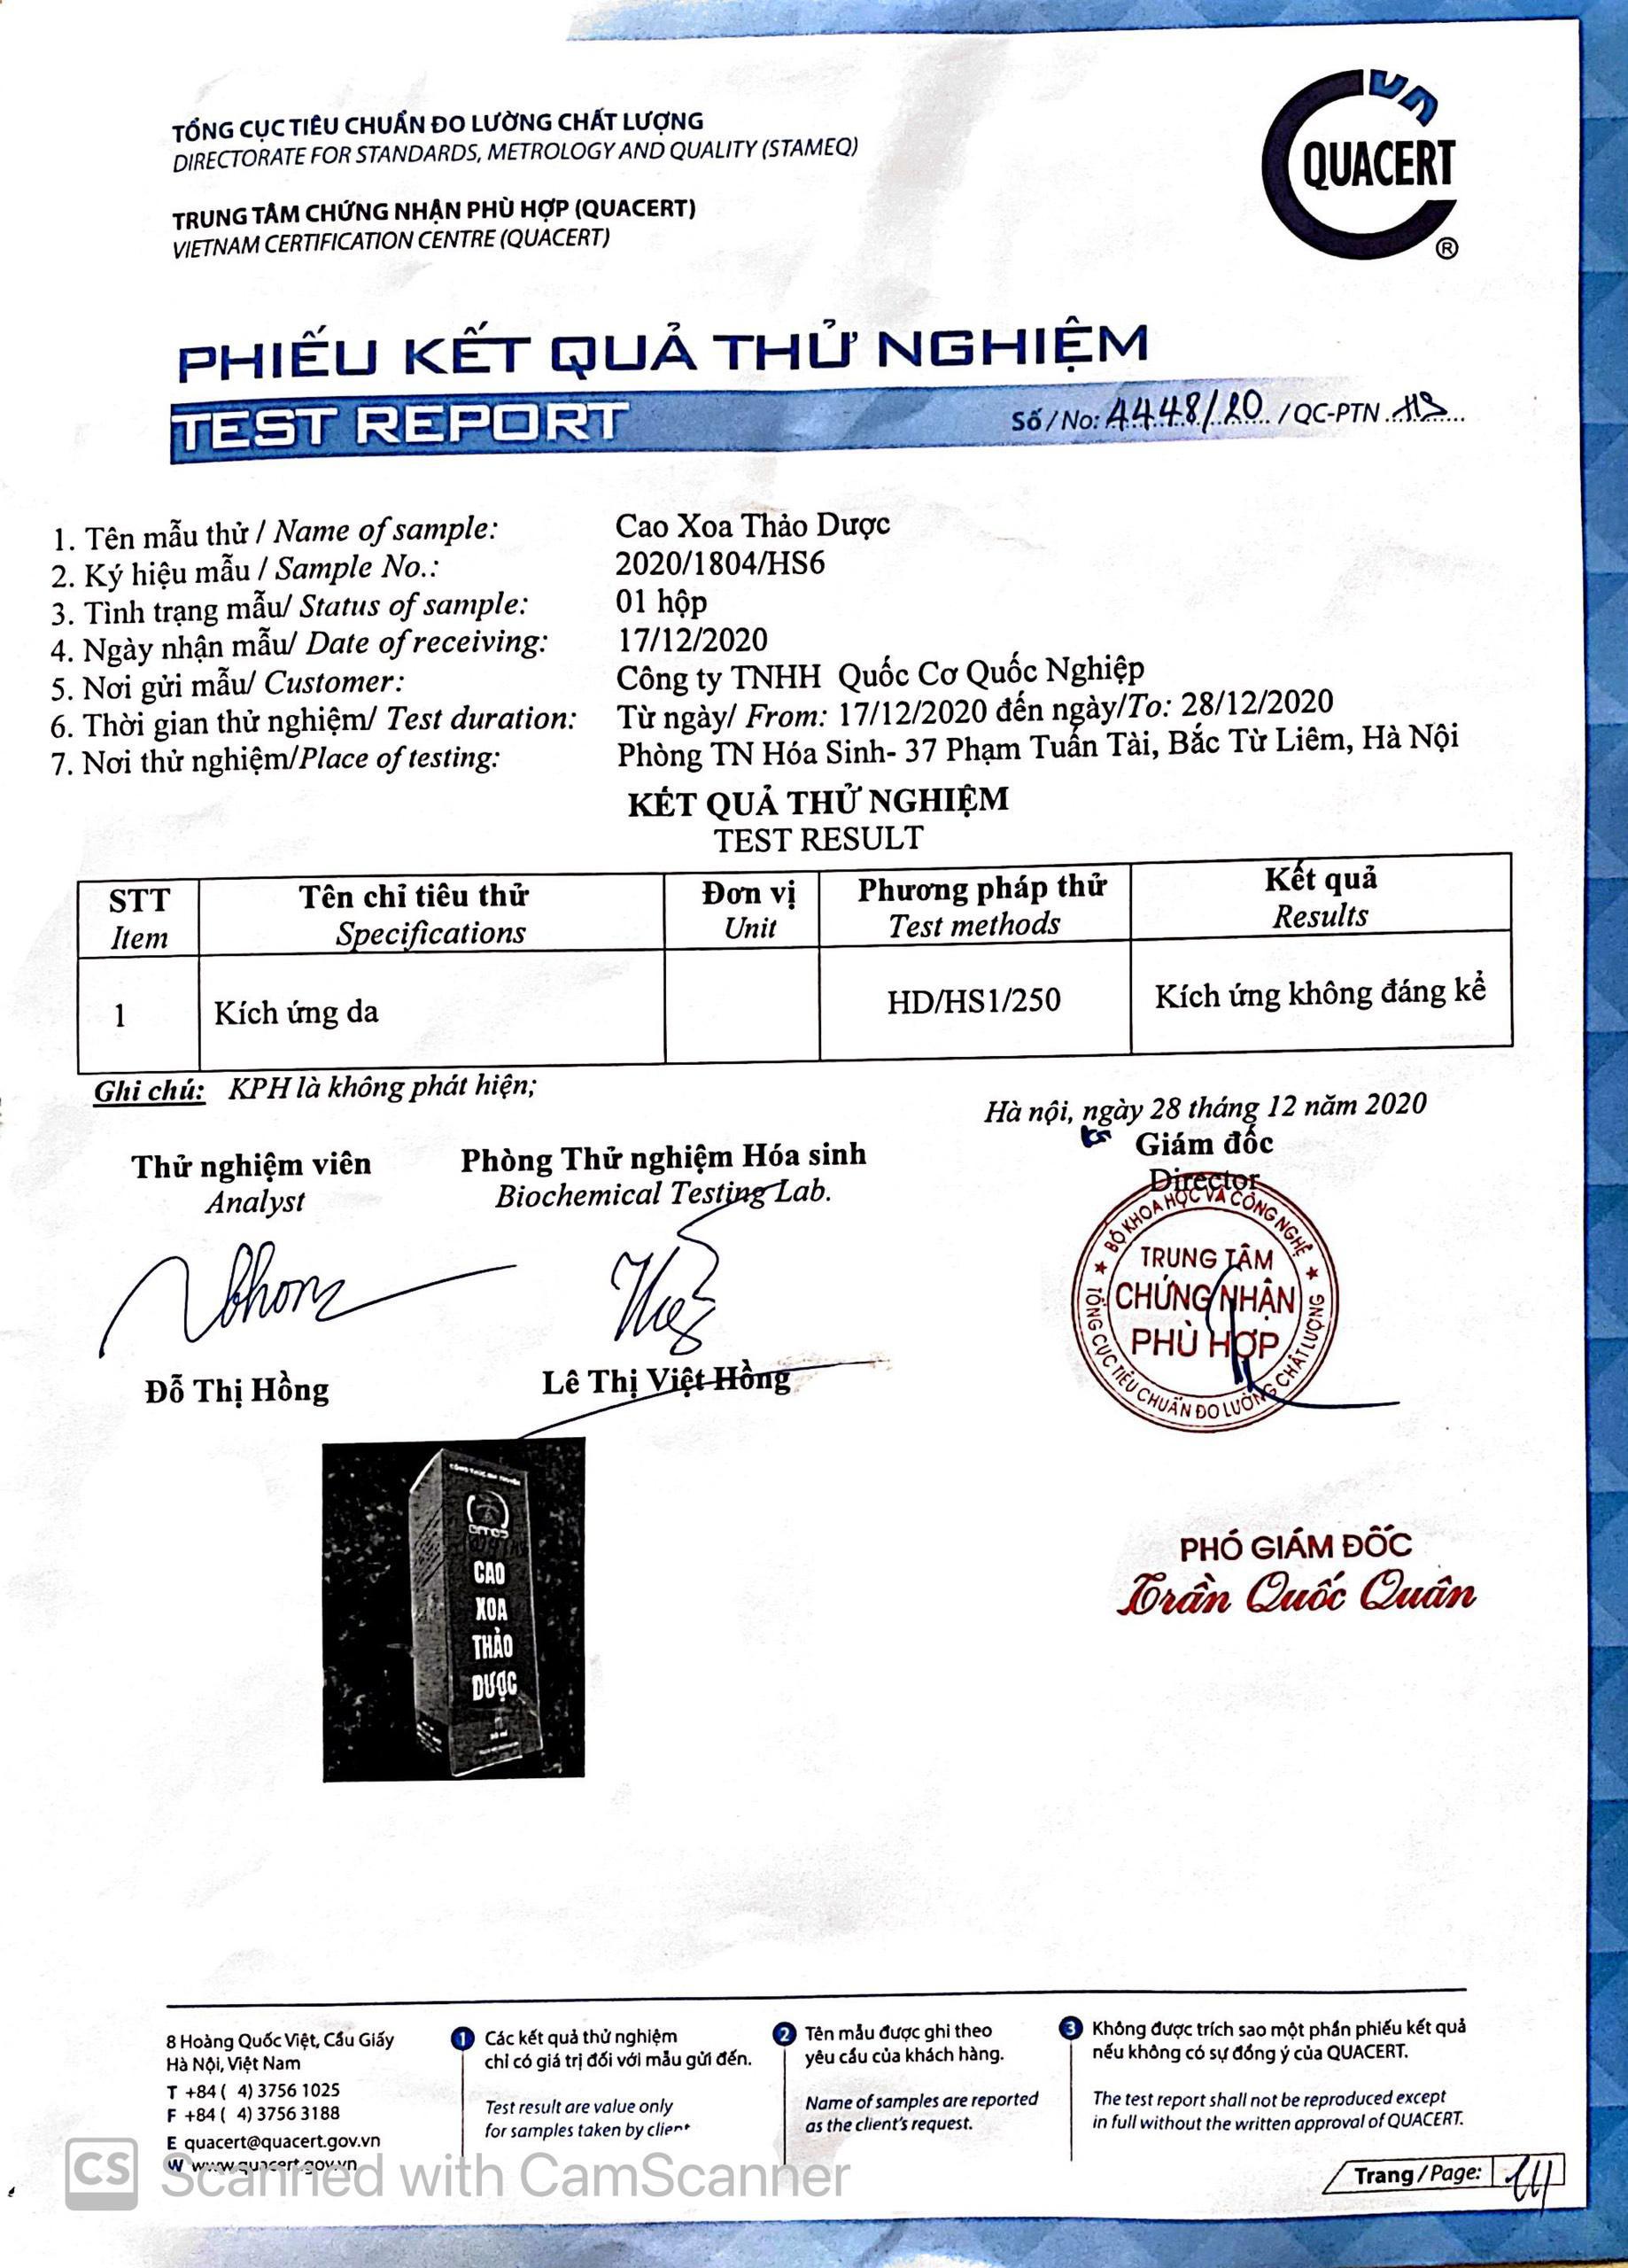 TỔNG CỤC TIÊU CHUẨN ĐO LƯỜNG CHẤT LƯỢNG
DIRECTORATE FOR STANDARDS, METROLOGY AND QUALITY (STAMEQ)
TRUNG TÂM CHỨNG NHẬN PHÙ HỢP (QUACERT)
VIETNAM CERTIFICATION CENTRE (QUACERT)
QUACERT
®
PHIẾU KẾT QUẢ THỬ NGHIỆM
TEST REPORT
Số / No: 4448/20 / QC-PTN HS
1. Tên mẫu thử / Name of sample: Cao Xoa Thảo Dược
2. Ký hiệu mẫu / Sample No.: 2020/1804/HS6
3. Tình trạng mẫu/ Status of sample: 01 hộp
4. Ngày nhận mẫu/ Date of receiving: 17/12/2020
5. Nơi gửi mẫu/ Customer: Công ty TNHH Quốc Cơ Quốc Nghiệp
6. Thời gian thử nghiệm/ Test duration: Từ ngày/ From: 17/12/2020 đến ngày/To: 28/12/2020
7. Nơi thử nghiệm/Place of testing: Phòng TN Hóa Sinh- 37 Phạm Tuấn Tài, Bắc Từ Liêm, Hà Nội
KẾT QUẢ THỬ NGHIỆM
TEST RESULT
STT Tên chỉ tiêu thử Đơn vị Phương pháp thử Kết quả
Item Specifications Unit Test methods Results
1 Kích ứng da HD/HS1/250 Kích ứng không đáng kể
Ghi chú: KPH là không phát hiện;
Hà nội, ngày 28 tháng 12 năm 2020
Thử nghiệm viên Phòng Thử nghiệm Hóa sinh Giám đốc
Analyst Biochemical Testing Lab. Director
BỘ KHOA HỌC VÀ CÔNG NGHỆ
TRUNG TÂM
CHỨNG NHẬN
PHÙ HỢP
TỔNG CỤC TIÊU CHUẨN ĐO LƯỜNG CHẤT LƯỢNG
Đỗ Thị Hồng Lê Thị Việt Hồng
CAO
XOA
THẢO
DƯỢC
PHÓ GIÁM ĐỐC
Trần Quốc Quân
8 Hoàng Quốc Việt, Cầu Giấy
Hà Nội, Việt Nam
T +84 ( 4) 3756 1025
F +84 ( 4) 3756 3188
E quacert@quacert.gov.vn
W www.quacert.gov.vn
1 Các kết quả thử nghiệm
chỉ có giá trị đối với mẫu gửi đến.
Test result are value only
for samples taken by client
2 Tên mẫu được ghi theo
yêu cầu của khách hàng.
Name of samples are reported
as the client's request.
3 Không được trích sao một phần phiếu kết quả
nếu không có sự đồng ý của QUACERT.
The test report shall not be reproduced except
in full without the written approval of QUACERT.
Trang / Page: 1/1
CS Scanned with CamScanner